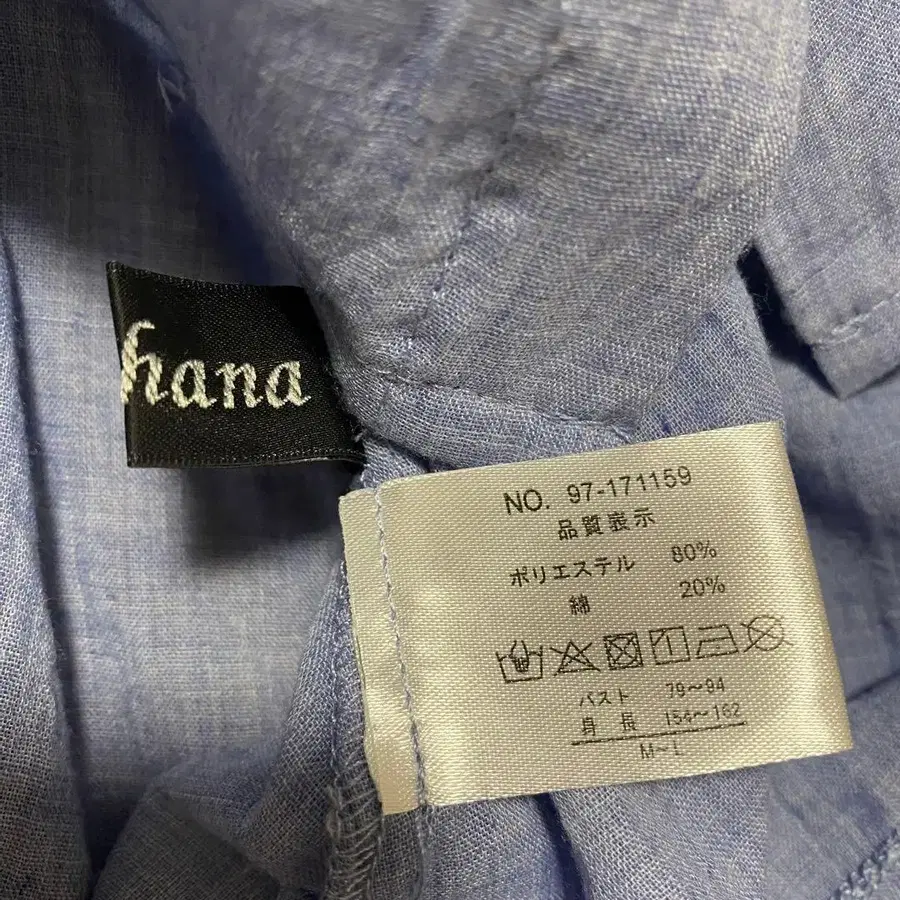 hana
NO. 97-171159
品質表示
ポリエステル 80%
綿 20%
バスト 79～94
身長 154～162
M～L